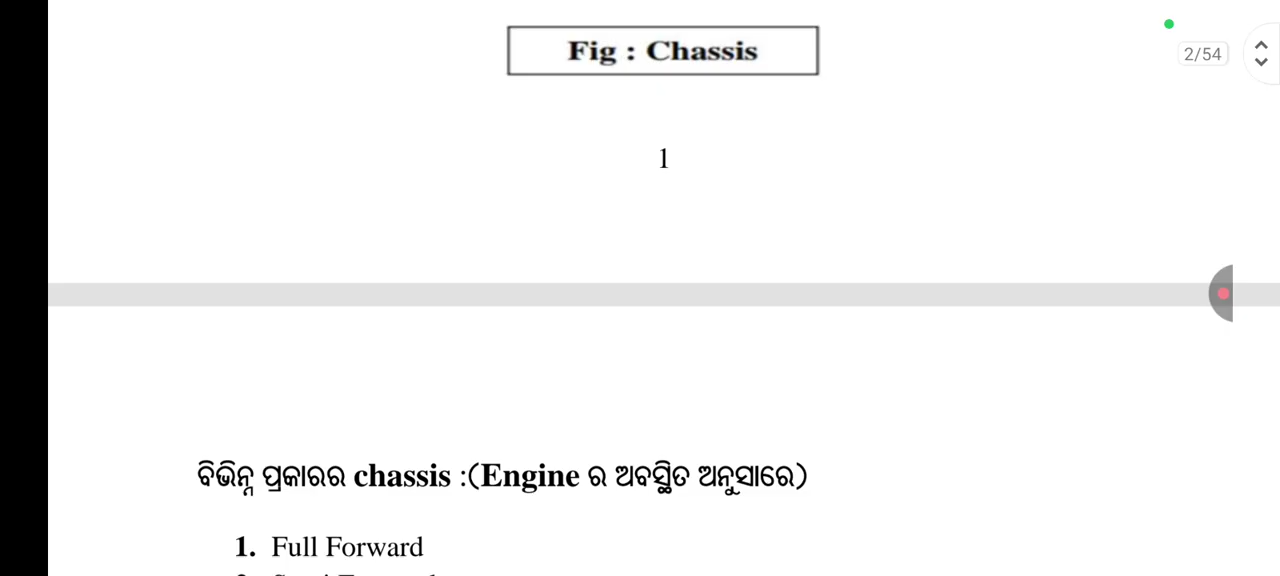 Fig : Chassis
2/54
1
ବିଭିନ୍ନ ପ୍ରକାରର chassis :(Engine ର ଅବସ୍ଥିତ ଅନୁସାରେ)
1. Full Forward